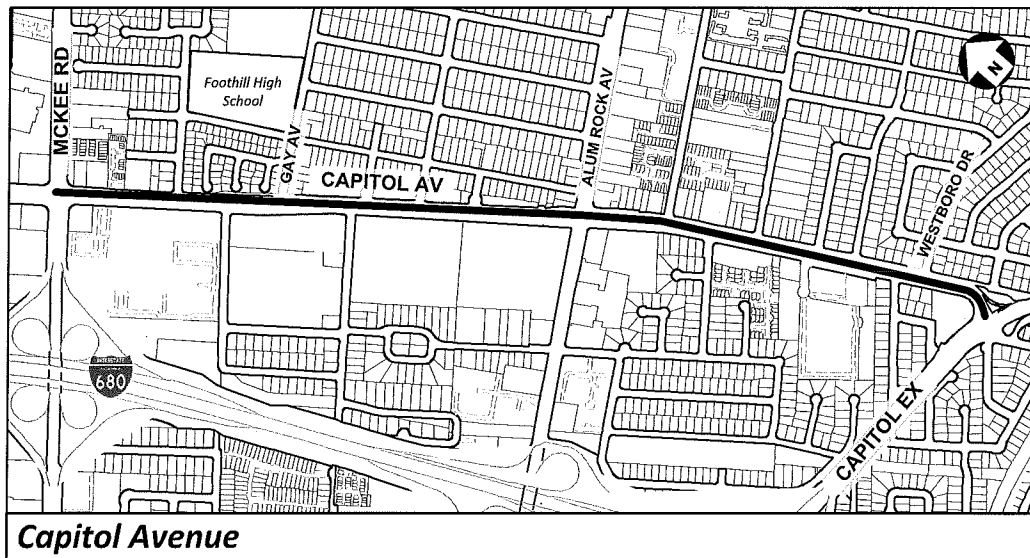 MCKEE RD
Foothill High
School
GAY AV
CAPITOL AV
ALUM ROCK AV
WESTBORO DR
N
INTERSTATE
680
CAPITOL EX
Capitol Avenue